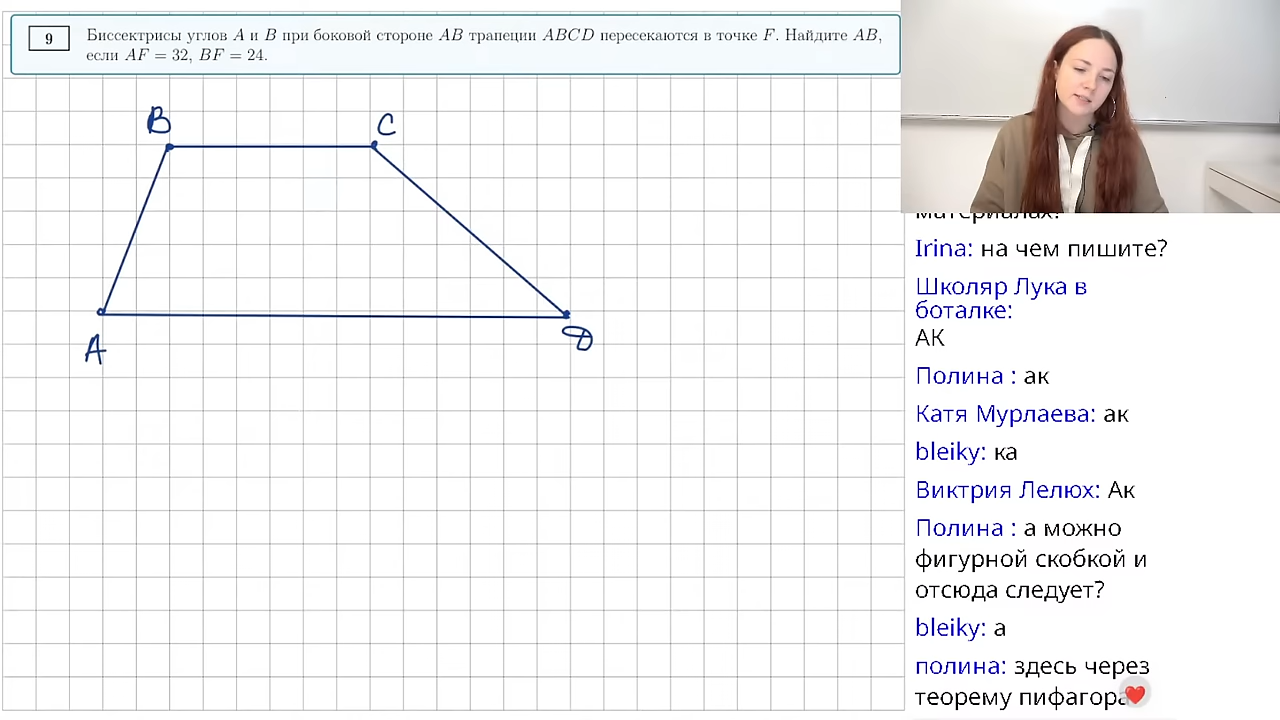 9
Биссектрисы углов A и B при боковой стороне AB трапеции ABCD пересекаются в точке F. Найдите AB,
если AF = 32, BF = 24.
B
C
A
D
материалах?
Irina: на чем пишите?
Школяр Лука в
боталке:
АК
Полина : ак
Катя Мурлаева: ак
bleiky: ка
Виктрия Лелюх: Ак
Полина : а можно
фигурной скобкой и
отсюда следует?
bleiky: а
полина: здесь через
теорему пифагора